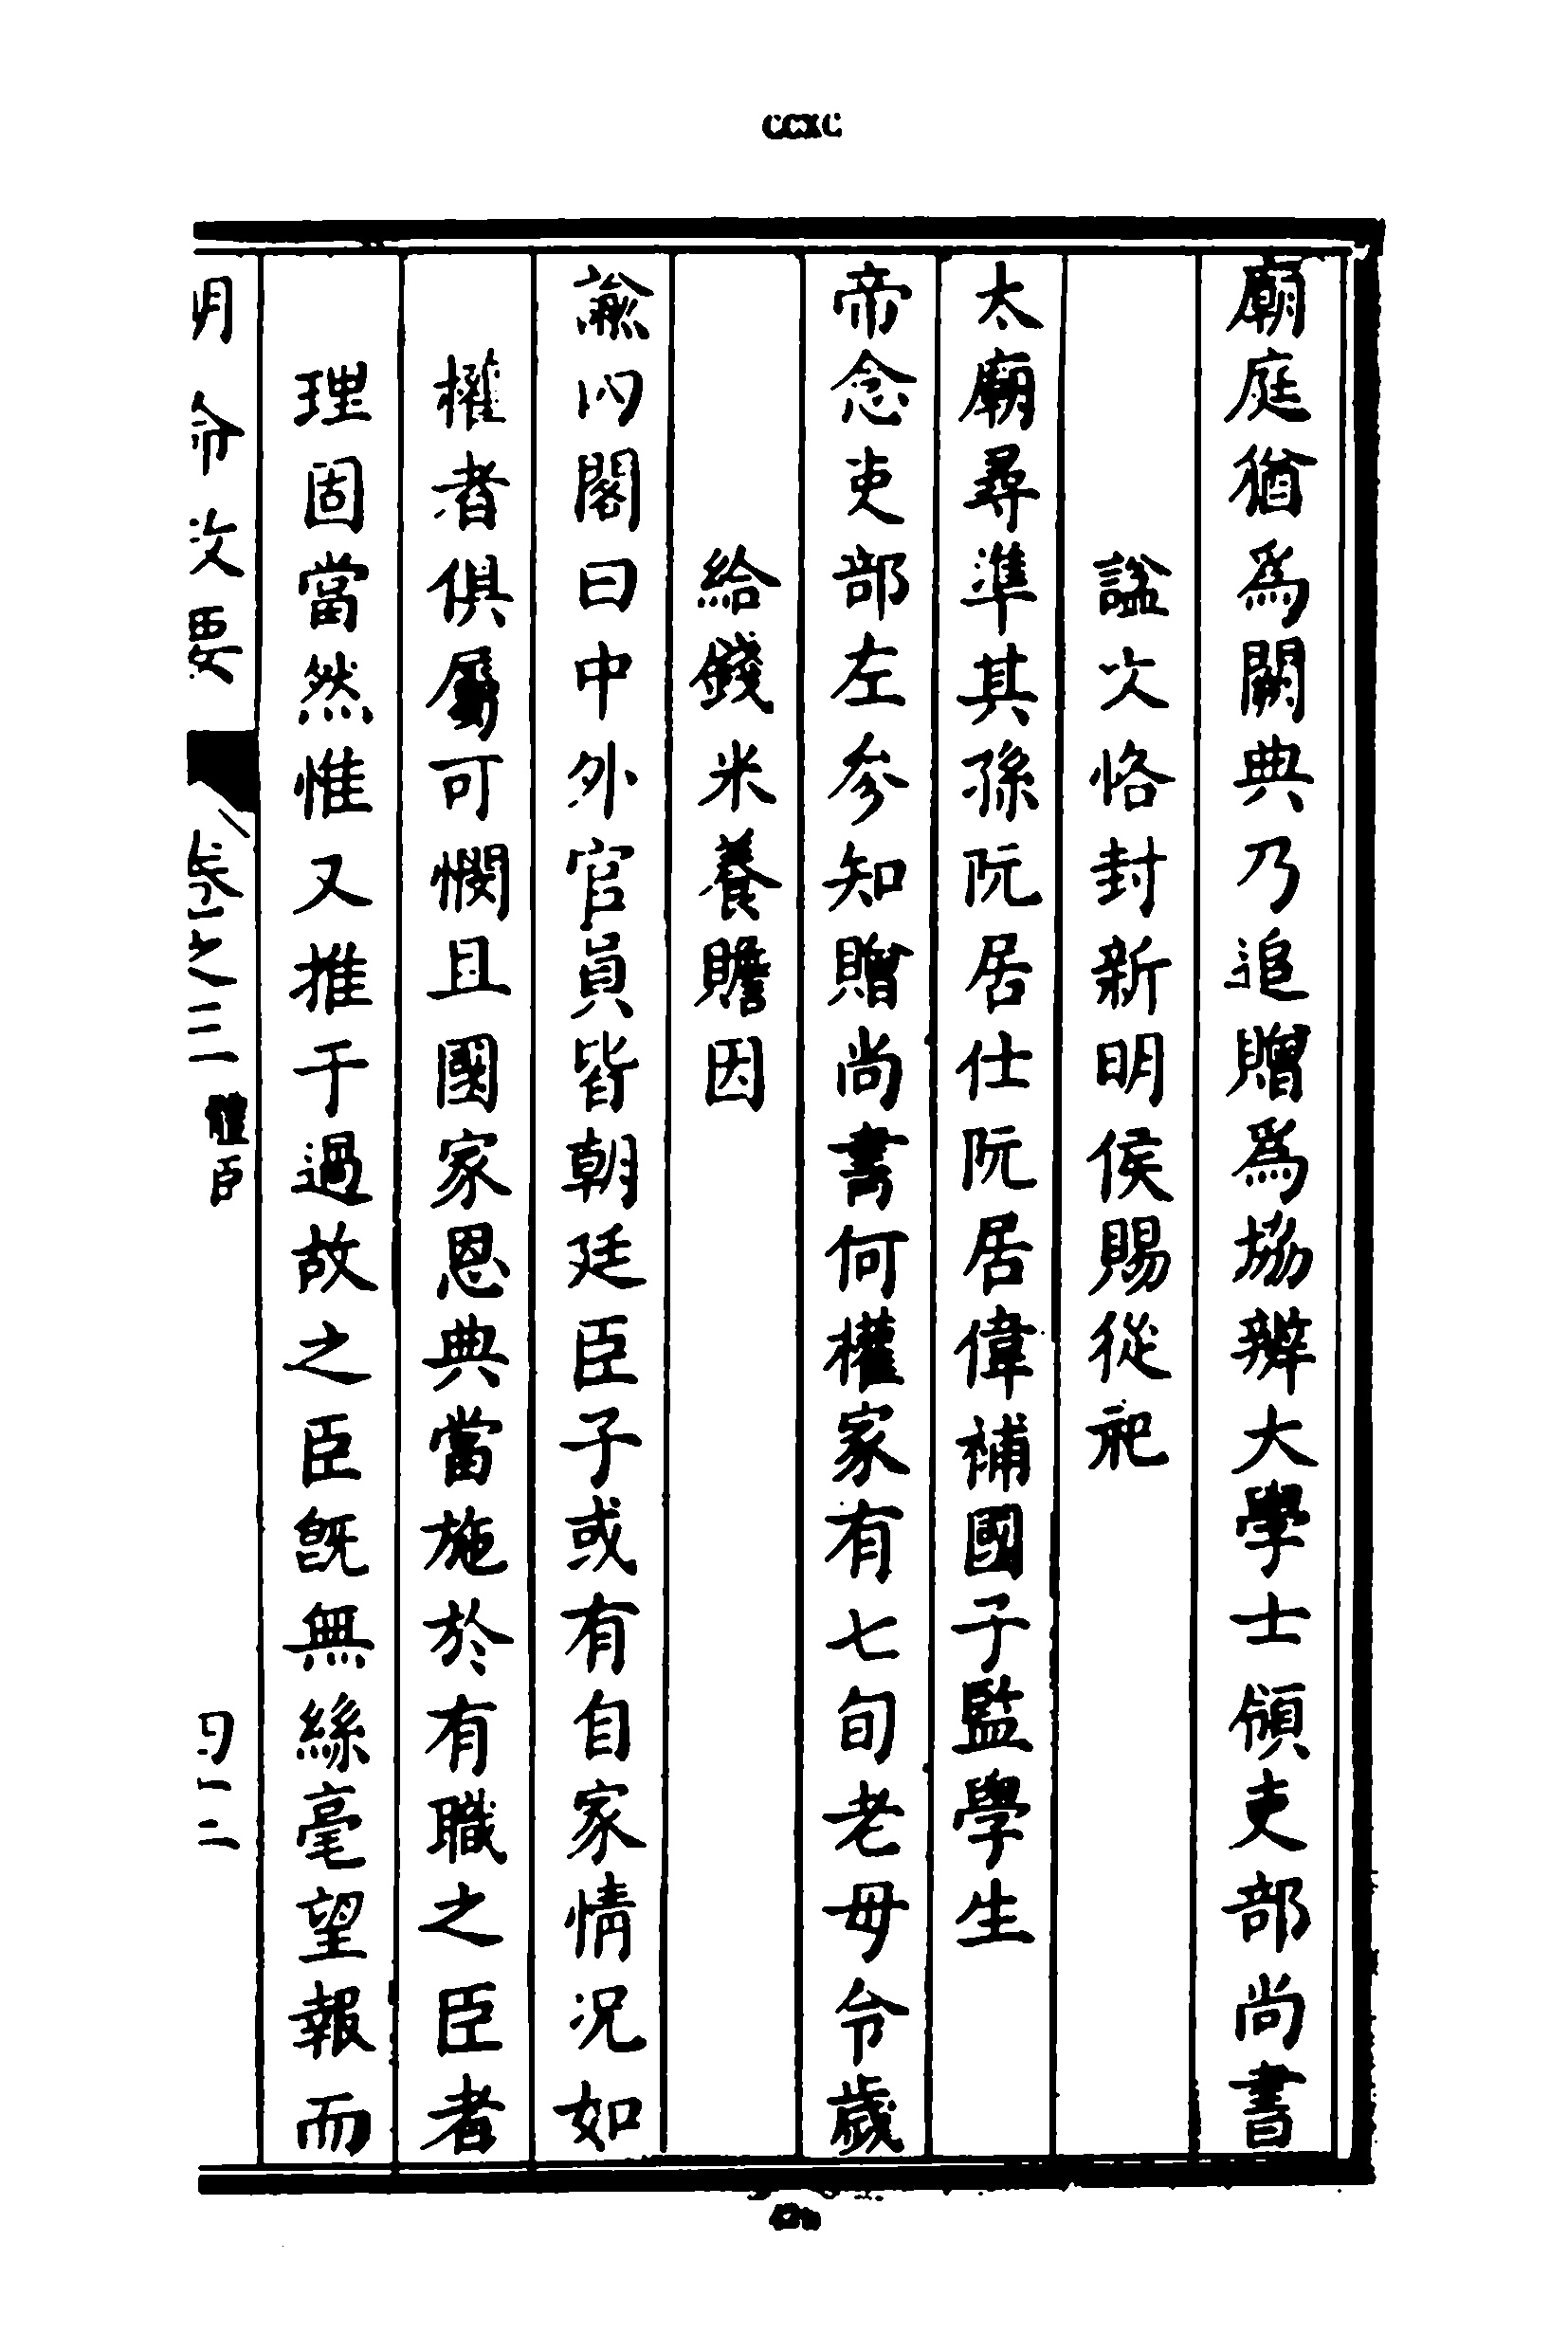 CCXC
廟庭猶爲闕典乃追贈爲協辨大學士領吏部尚書
諡文恪封新明侯賜從祀
太廟尋準其孫阮居仕阮居偉補國子監學生
帝念吏部左參知贈尚書何權家有七旬老母令歲
給錢米養贍因
諭內閣曰中外官員皆朝廷臣子或有自家情況如
權者俱屬可憫且國家恩典當施於有職之臣者
理固當然惟又推于過故之臣旣無絲毫望報而
明命政要 卷之三 體臣 四十二